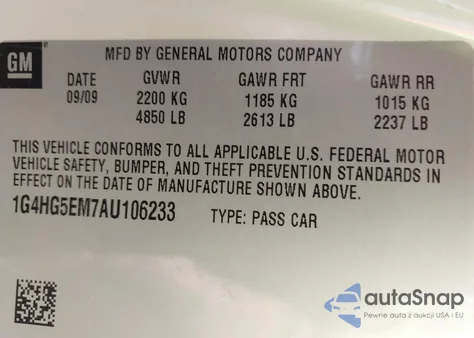 GM
MFD BY GENERAL MOTORS COMPANY
DATE GVWR GAWR FRT GAWR RR
09/09 2200 KG 1185 KG 1015 KG
4850 LB 2613 LB 2237 LB
THIS VEHICLE CONFORMS TO ALL APPLICABLE U.S. FEDERAL MOTOR
VEHICLE SAFETY, BUMPER, AND THEFT PREVENTION STANDARDS IN
EFFECT ON THE DATE OF MANUFACTURE SHOWN ABOVE.
1G4HG5EM7AU106233 TYPE: PASS CAR
autoSnap
Pewne auta z aukcji USA i EU